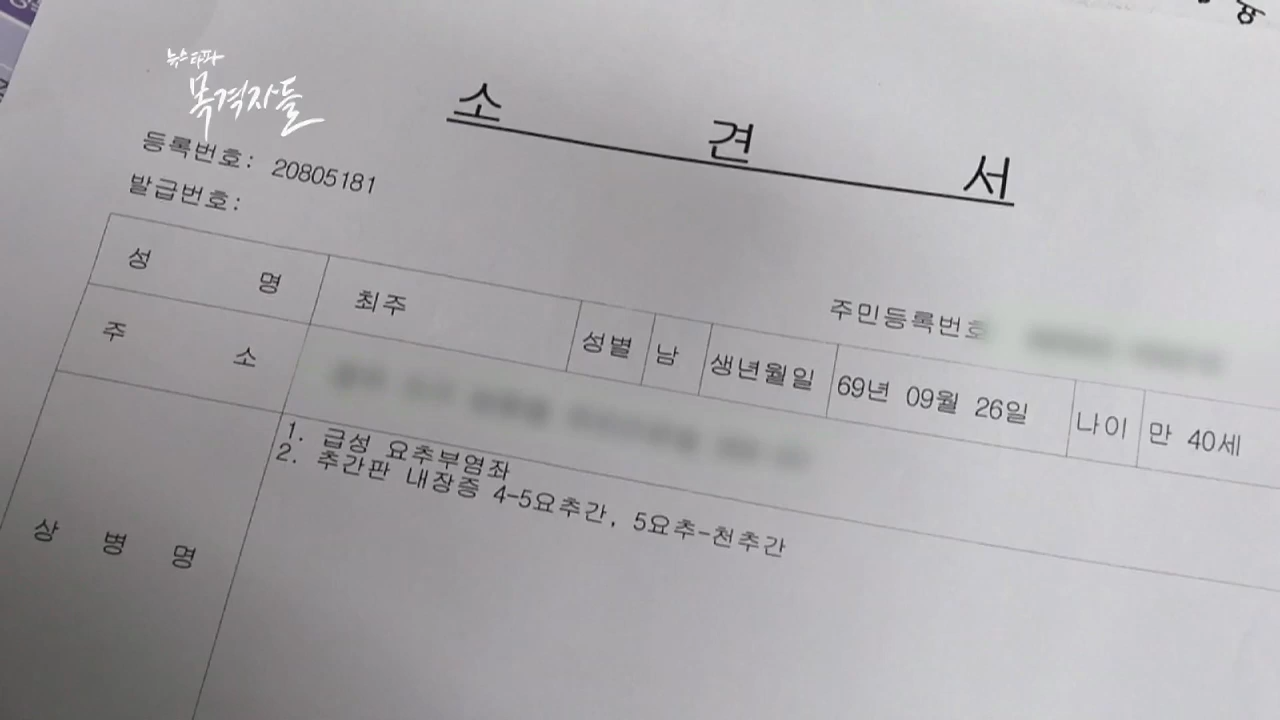 뉴스타파
목격자들
소 견 서
등록번호: 20805181
발급번호:
주민등록번호
성 명 최주 성별 남 생년월일 69년 09월 26일 나이 만 40세
주 소
상 병 명
1. 급성 요추부염좌
2. 추간판 내장증 4-5요추간, 5요추-천추간